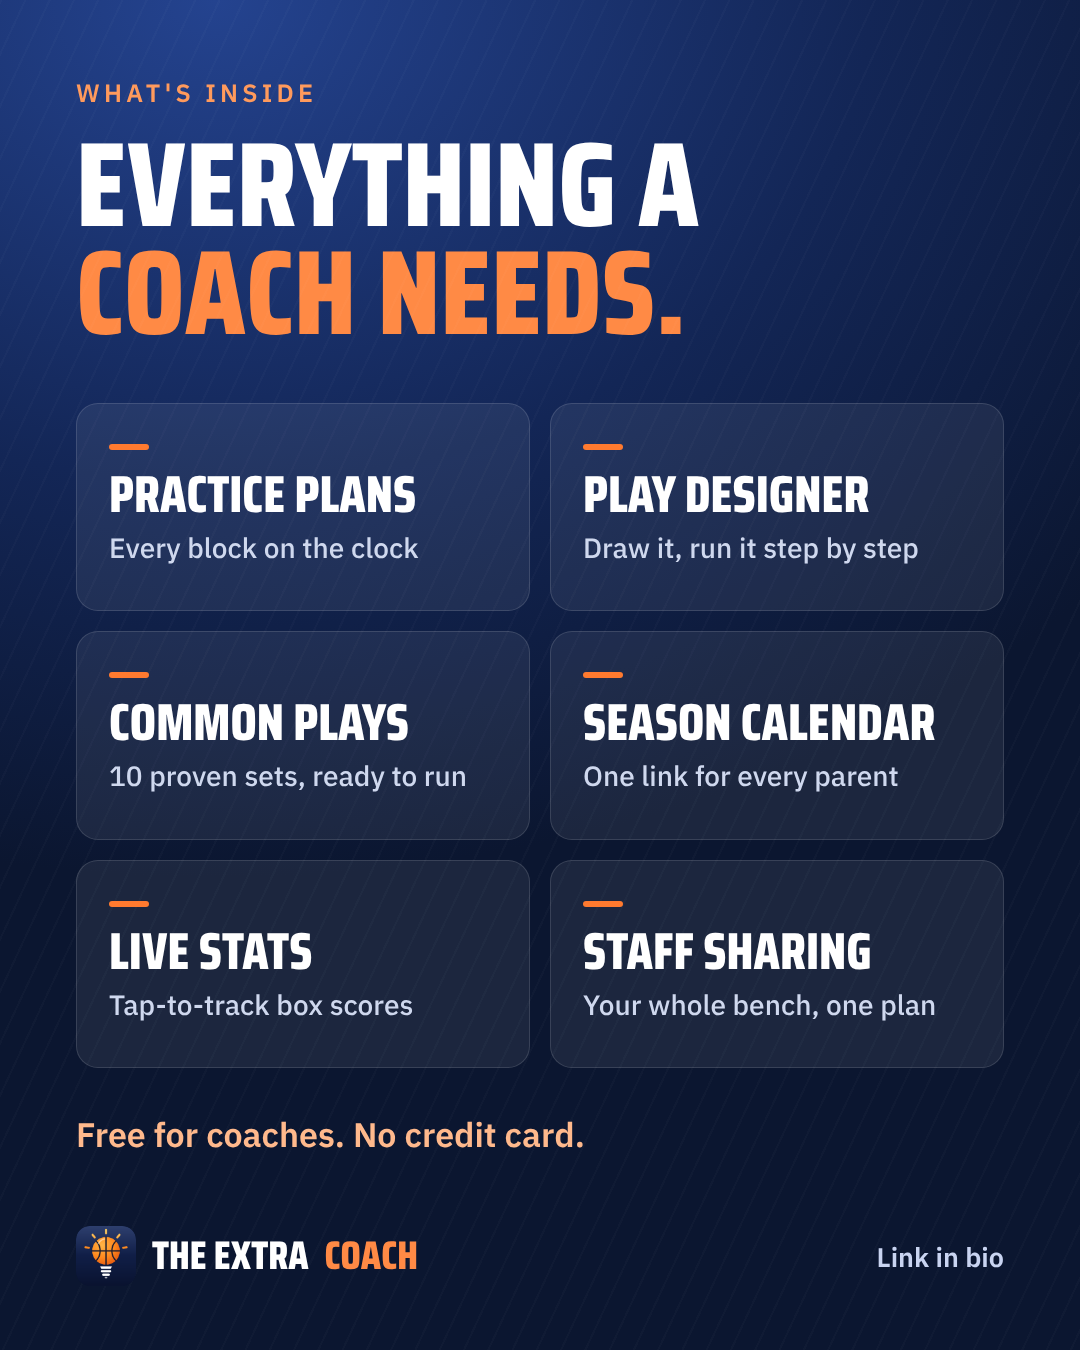 WHAT'S INSIDE
EVERYTHING A
COACH NEEDS.
PRACTICE PLANS
Every block on the clock
PLAY DESIGNER
Draw it, run it step by step
COMMON PLAYS
10 proven sets, ready to run
SEASON CALENDAR
One link for every parent
LIVE STATS
Tap-to-track box scores
STAFF SHARING
Your whole bench, one plan
Free for coaches. No credit card.
THE EXTRA COACH
Link in bio